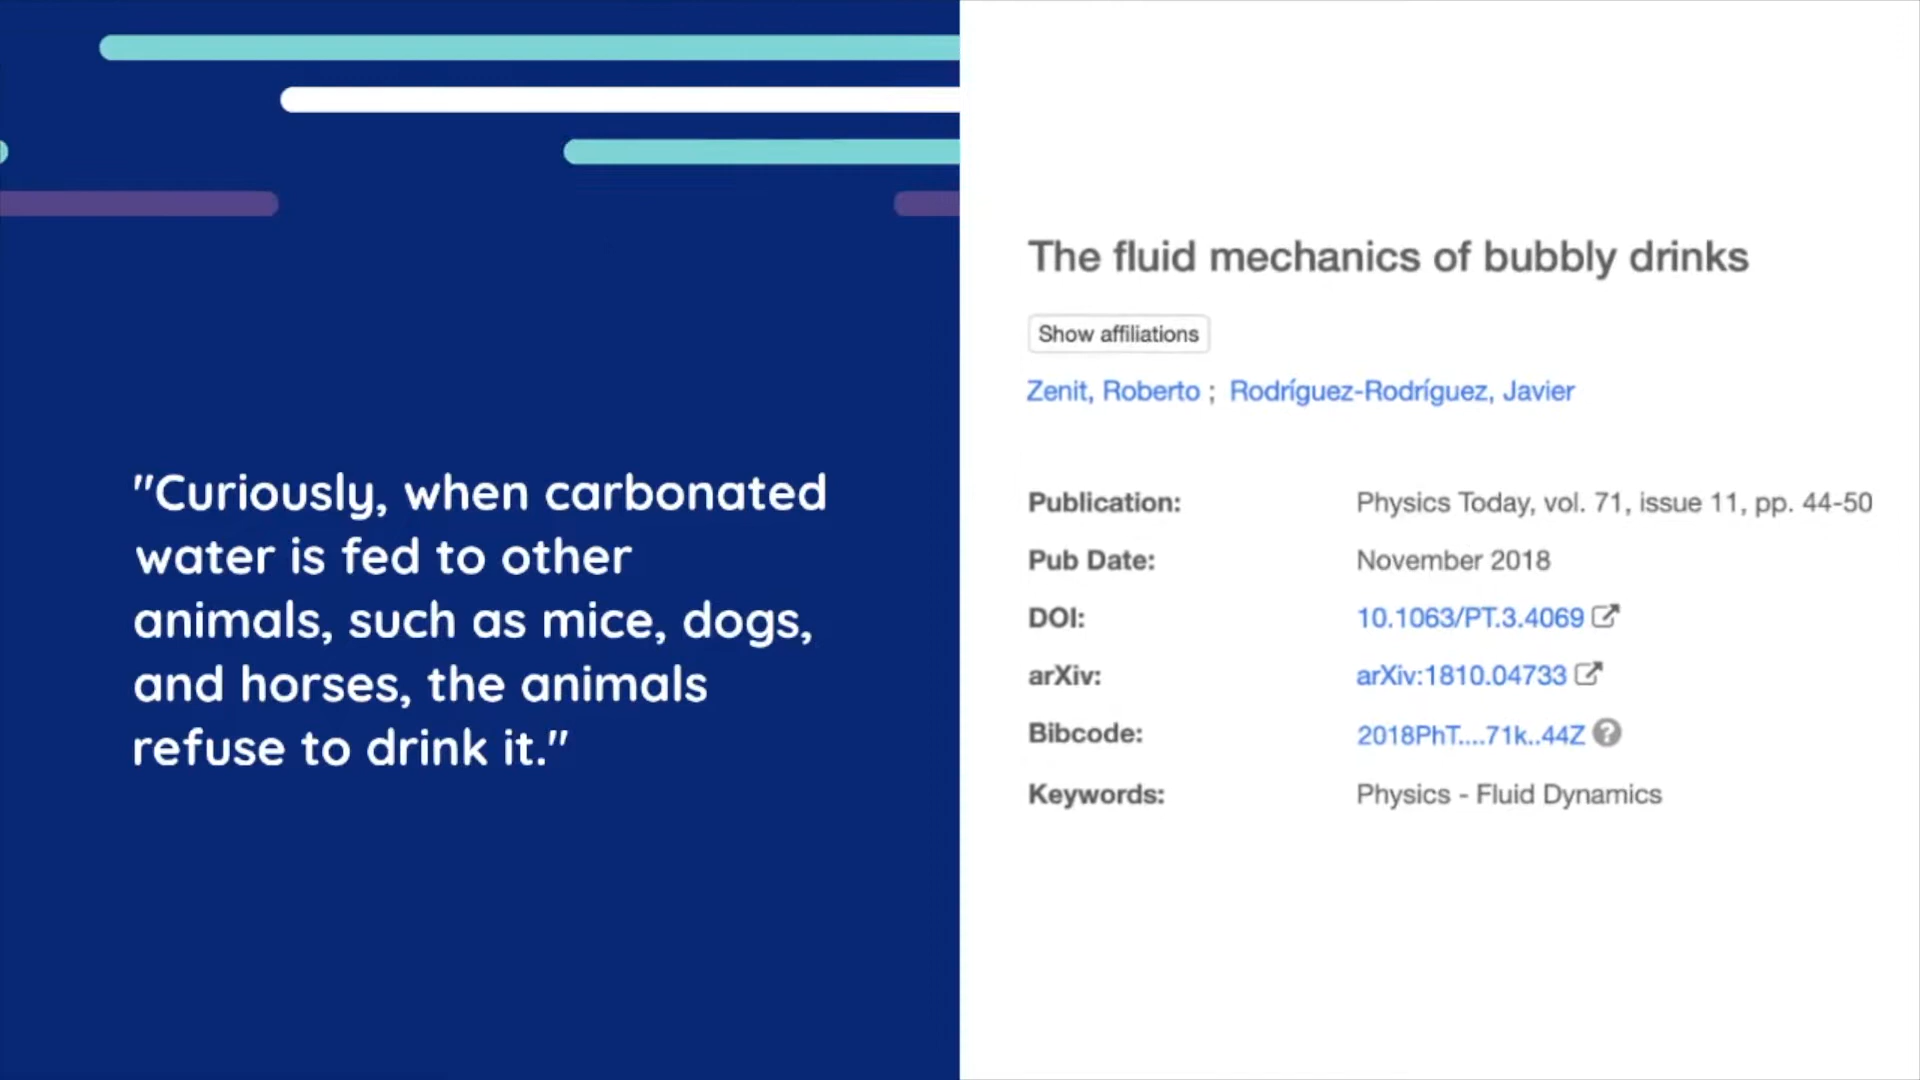 "Curiously, when carbonated
water is fed to other
animals, such as mice, dogs,
and horses, the animals
refuse to drink it."
The fluid mechanics of bubbly drinks
Show affiliations
Zenit, Roberto ; Rodríguez-Rodríguez, Javier
Publication: Physics Today, vol. 71, issue 11, pp. 44-50
Pub Date: November 2018
DOI: 10.1063/PT.3.4069
arXiv: arXiv:1810.04733
Bibcode: 2018PhT....71k..44Z ?
Keywords: Physics - Fluid Dynamics